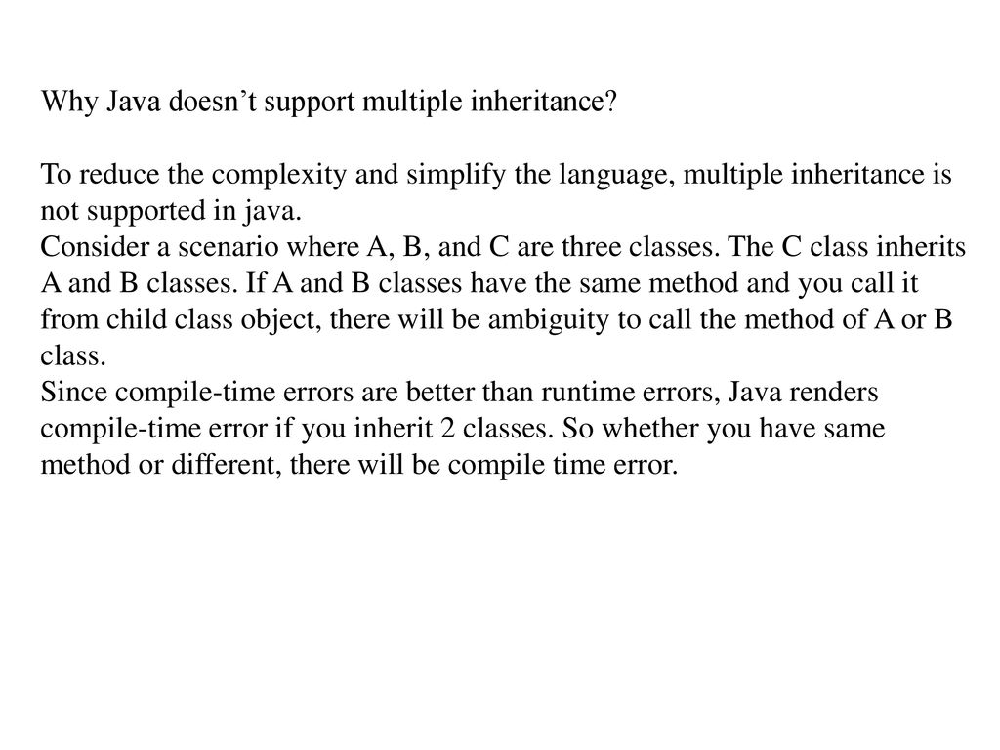 Why Java doesn’t support multiple inheritance?
To reduce the complexity and simplify the language, multiple inheritance is
not supported in java.
Consider a scenario where A, B, and C are three classes. The C class inherits
A and B classes. If A and B classes have the same method and you call it
from child class object, there will be ambiguity to call the method of A or B
class.
Since compile-time errors are better than runtime errors, Java renders
compile-time error if you inherit 2 classes. So whether you have same
method or different, there will be compile time error.